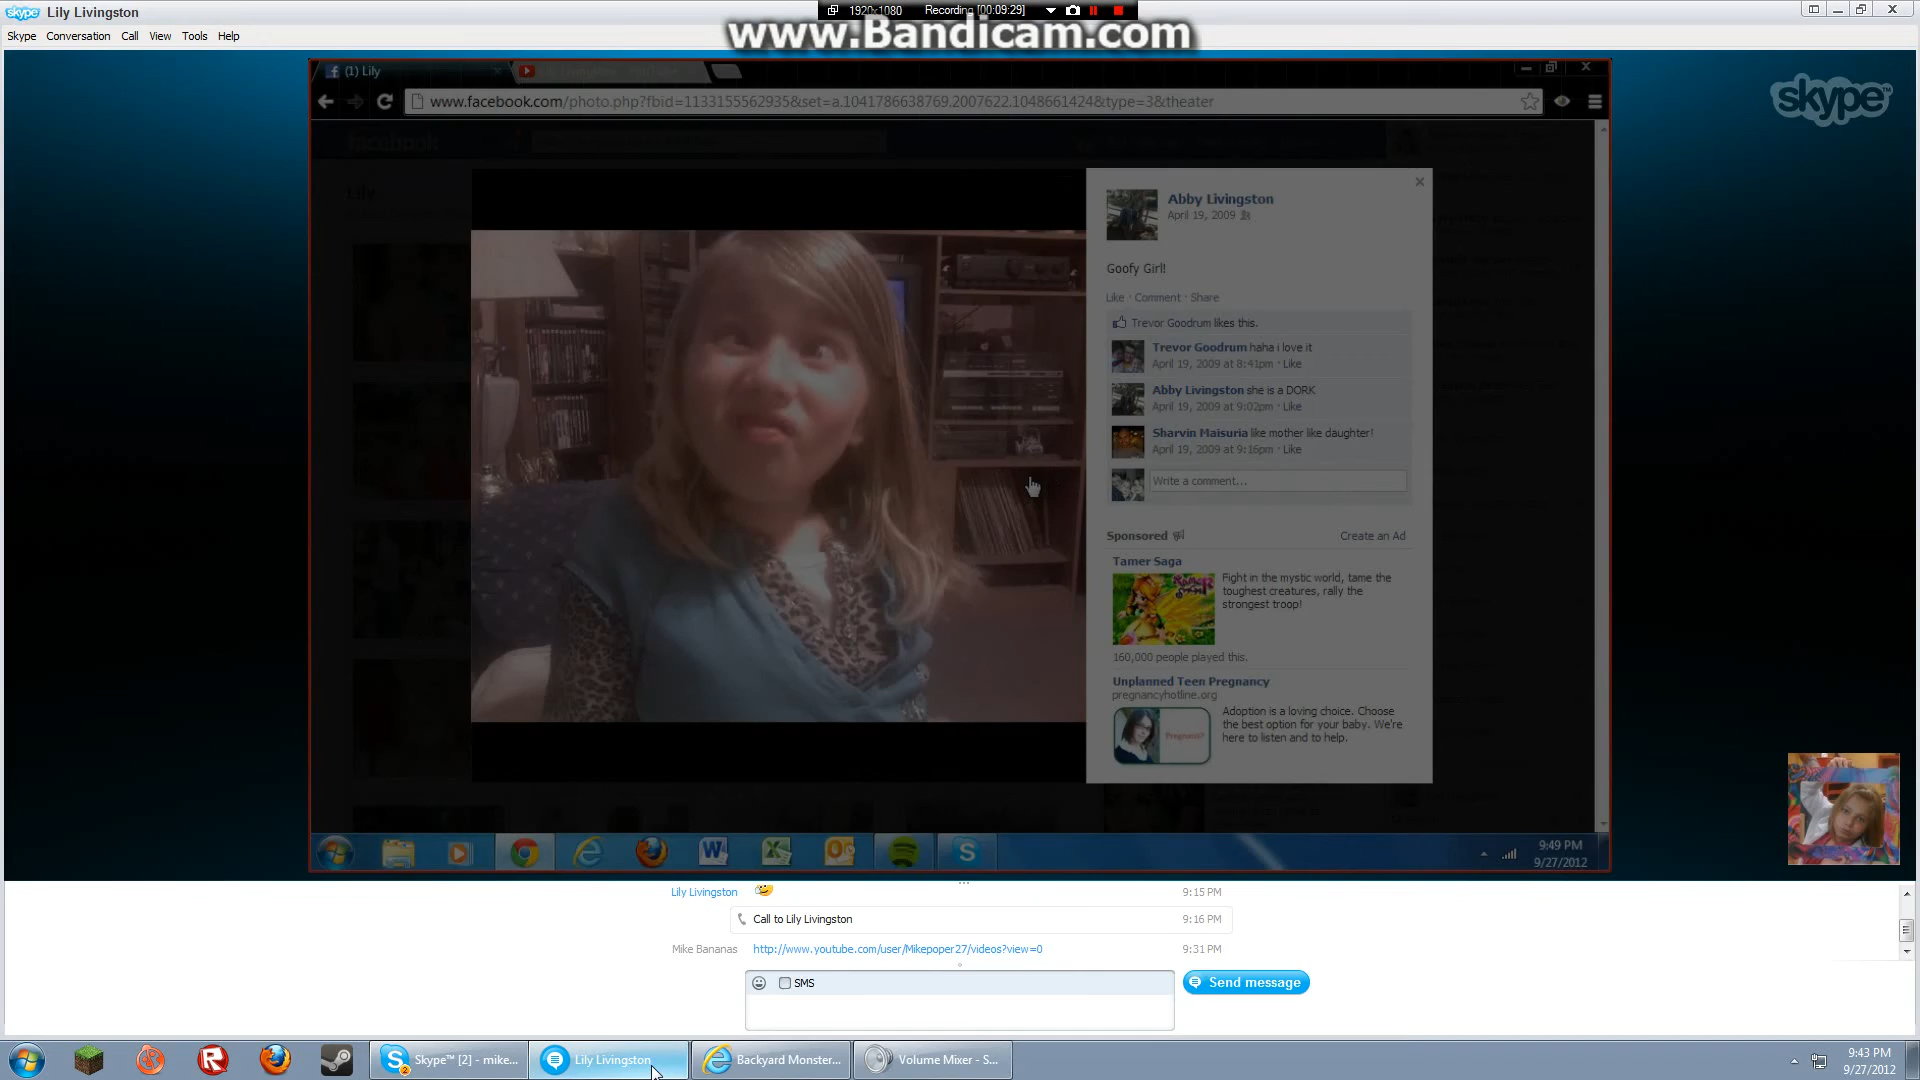 Lily Livingston
1920x1080
Recording [00:09:29]
www.Bandicam.com
Skype
Conversation
Call
View
Tools
Help
(1) Lily
www.facebook.com/photo.php?fbid=1133155562935&set=a.1041786638769.2007622.1048661424&type=3&theater
facebook
Lily
skype
Abby Livingston
April 19, 2009
Goofy Girl!
Like · Comment · Share
Trevor Goodrum likes this.
Trevor Goodrum haha i love it
April 19, 2009 at 8:41pm · Like
Abby Livingston she is a DORK
April 19, 2009 at 9:02pm · Like
Sharvin Maisuria like mother like daughter!
April 19, 2009 at 9:16pm · Like
Write a comment...
Sponsored
Create an Ad
Tamer Saga
Fight in the mystic world, tame the
toughest creatures, rally the
strongest troop!
160,000 people played this.
Unplanned Teen Pregnancy
pregnancyhotline.org
Adoption is a loving choice. Choose
the best option for your baby. We're
here to listen and to help.
9:49 PM
9/27/2012
Lily Livingston
9:15 PM
Call to Lily Livingston
9:16 PM
Mike Bananas
http://www.youtube.com/user/Mikepoper27/videos?view=0
9:31 PM
SMS
Send message
Skype™ [2] - mike...
Lily Livingston
Backyard Monster...
Volume Mixer - S...
9:43 PM
9/27/2012